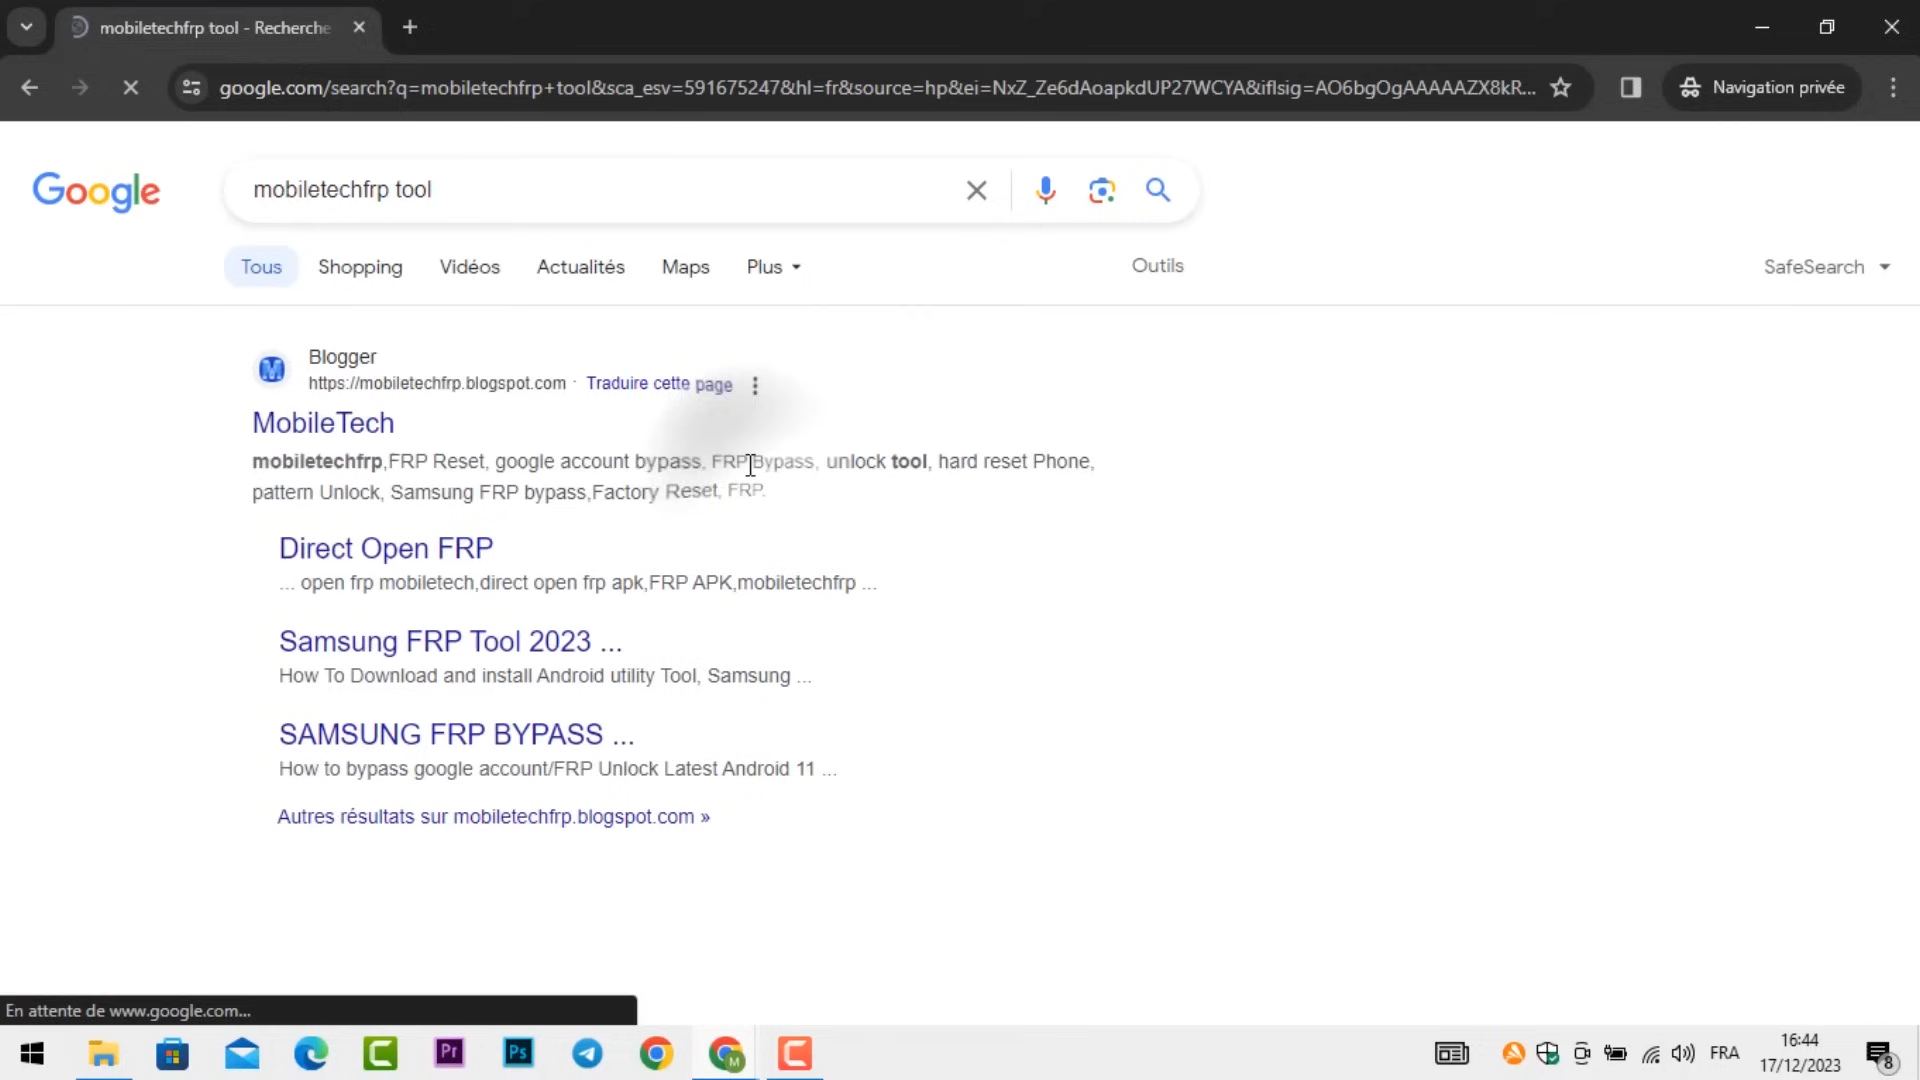 mobiletechfrp tool - Recherche
google.com/search?q=mobiletechfrp+tool&sca_esv=591675247&hl=fr&source=hp&ei=NxZ_Ze6dAoapkdUP27WCYA&iflsig=AO6bgOgAAAAAZX8kR...
Navigation privée
Google
mobiletechfrp tool
Tous
Shopping
Vidéos
Actualités
Maps
Plus
Outils
SafeSearch
Blogger
https://mobiletechfrp.blogspot.com · Traduire cette page
MobileTech
mobiletechfrp,FRP Reset, google account bypass, FRP Bypass, unlock tool, hard reset Phone,
pattern Unlock, Samsung FRP bypass,Factory Reset, FRP.
Direct Open FRP
... open frp mobiletech,direct open frp apk,FRP APK,mobiletechfrp ...
Samsung FRP Tool 2023 ...
How To Download and install Android utility Tool, Samsung ...
SAMSUNG FRP BYPASS ...
How to bypass google account/FRP Unlock Latest Android 11 ...
Autres résultats sur mobiletechfrp.blogspot.com »
En attente de www.google.com...
Pr
Ps
M
FRA
16:44
17/12/2023
8